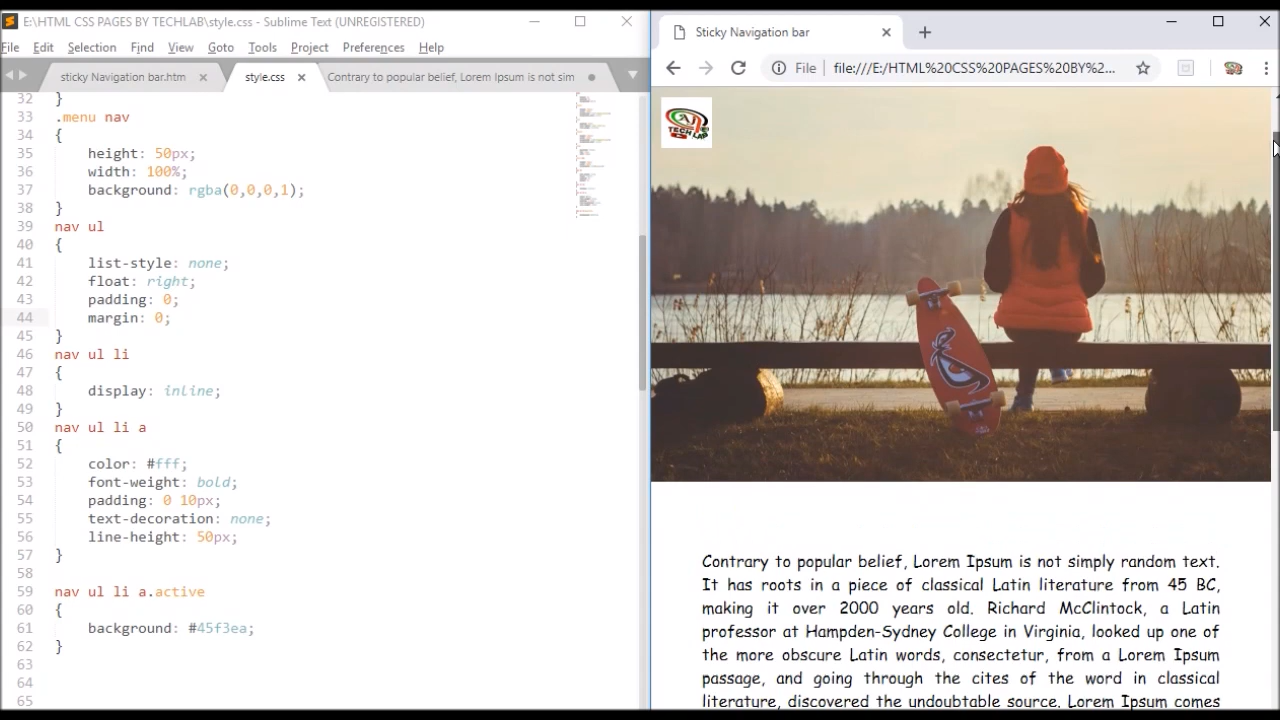 E:\HTML CSS PAGES BY TECHLAB\style.css - Sublime Text (UNREGISTERED)
File Edit Selection Find View Goto Tools Project Preferences Help
sticky Navigation bar.htm
style.css
Contrary to popular belief, Lorem Ipsum is not sim
32 }
33 .menu nav
34 {
35 height: 50px;
36 width: %;
37 background: rgba(0,0,0,1);
38 }
39 nav ul
40 {
41 list-style: none;
42 float: right;
43 padding: 0;
44 margin: 0;
45 }
46 nav ul li
47 {
48 display: inline;
49 }
50 nav ul li a
51 {
52 color: #fff;
53 font-weight: bold;
54 padding: 0 10px;
55 text-decoration: none;
56 line-height: 50px;
57 }
58
59 nav ul li a.active
60 {
61 background: #45f3ea;
62 }
63
64
65
Sticky Navigation bar
File file:///E:/HTML%20CSS%20PAGES%20BY%2...
TECH LAB
Contrary to popular belief, Lorem Ipsum is not simply random text.
It has roots in a piece of classical Latin literature from 45 BC,
making it over 2000 years old. Richard McClintock, a Latin
professor at Hampden-Sydney College in Virginia, looked up one of
the more obscure Latin words, consectetur, from a Lorem Ipsum
passage, and going through the cites of the word in classical
literature, discovered the undoubtable source. Lorem Ipsum comes